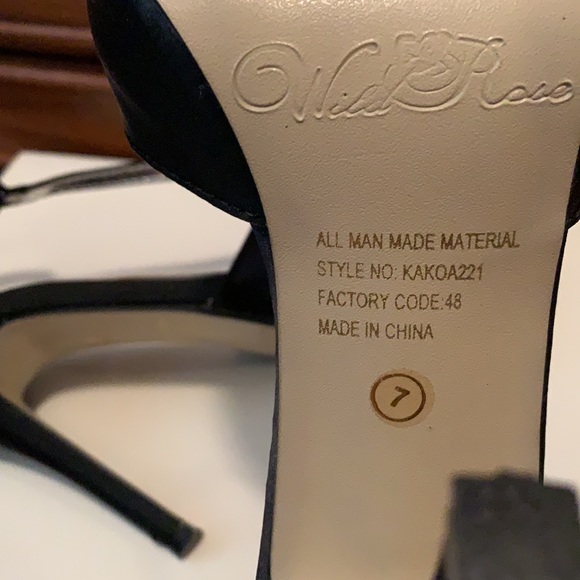 Wild Rose
ALL MAN MADE MATERIAL
STYLE NO: KAKOA221
FACTORY CODE:48
MADE IN CHINA
7